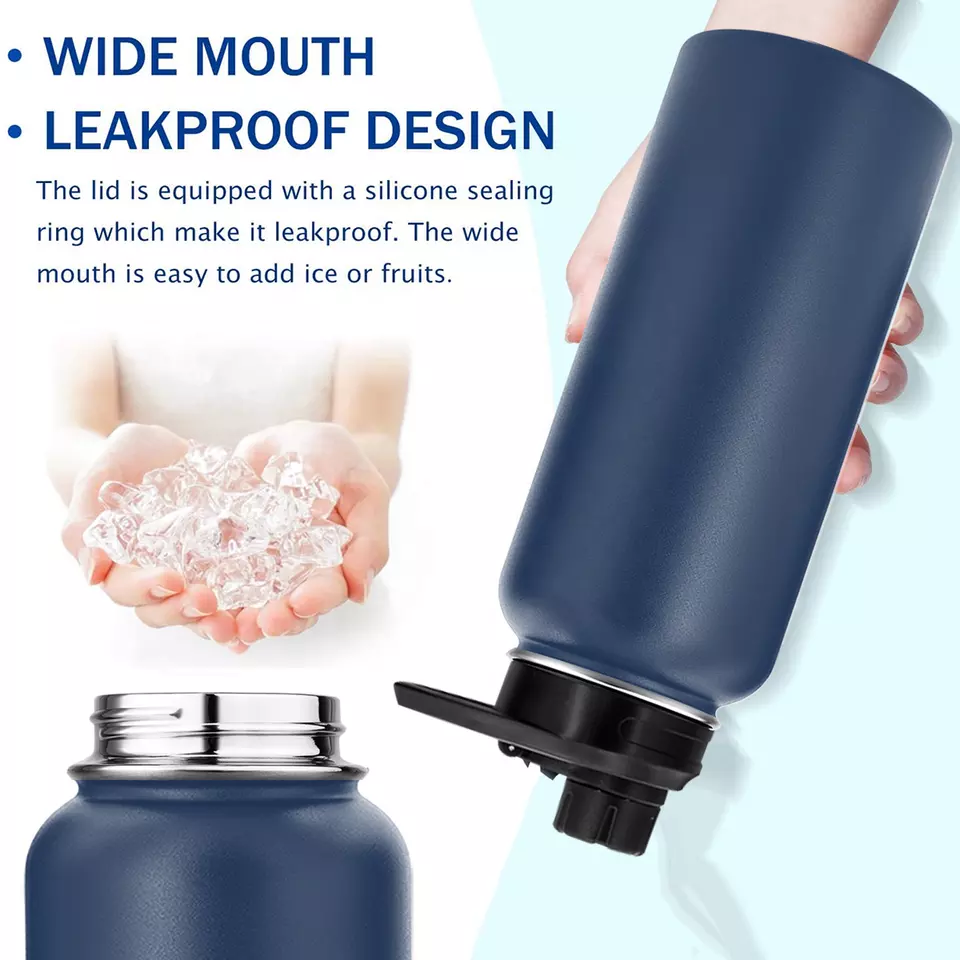 • WIDE MOUTH
• LEAKPROOF DESIGN
The lid is equipped with a silicone sealing
ring which make it leakproof. The wide
mouth is easy to add ice or fruits.